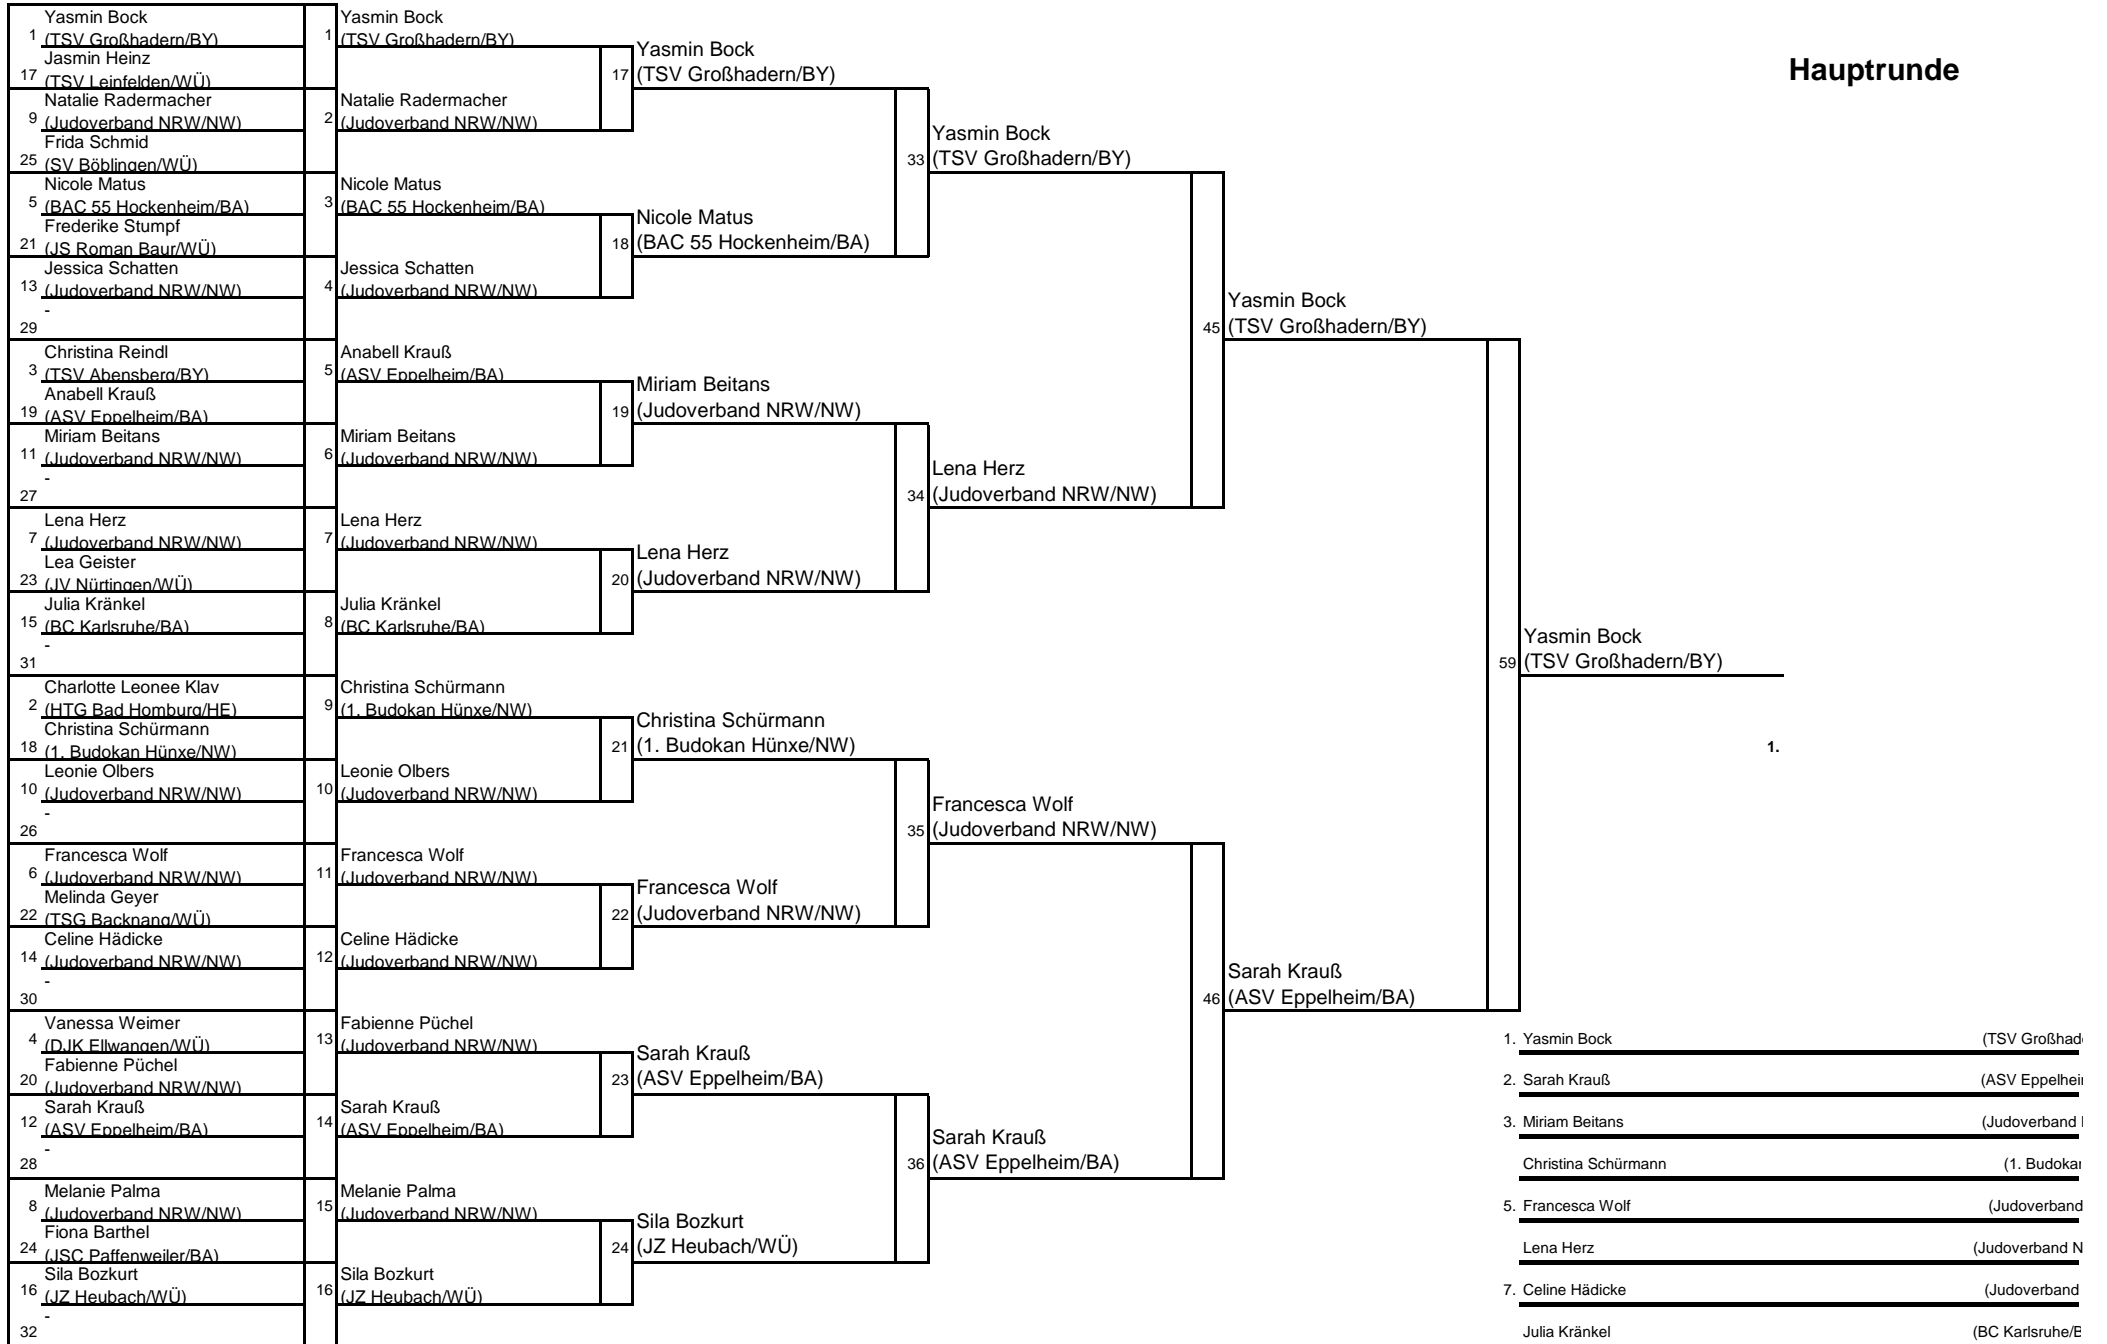 Hauptrunde
Yasmin Bock
1 (TSV Großhadern/BY)
Jasmin Heinz
17 (TSV Leinfelden/WÜ)
Natalie Radermacher
9 (Judoverband NRW/NW)
Frida Schmid
25 (SV Böblingen/WÜ)
Nicole Matus
5 (BAC 55 Hockenheim/BA)
Frederike Stumpf
21 (JS Roman Baur/WÜ)
Jessica Schatten
13 (Judoverband NRW/NW)
-
29
Christina Reindl
3 (TSV Abensberg/BY)
Anabell Krauß
19 (ASV Eppelheim/BA)
Miriam Beitans
11 (Judoverband NRW/NW)
-
27
Lena Herz
7 (Judoverband NRW/NW)
Lea Geister
23 (JV Nürtingen/WÜ)
Julia Kränkel
15 (BC Karlsruhe/BA)
-
31
Charlotte Leonee Klav
2 (HTG Bad Homburg/HE)
Christina Schürmann
18 (1. Budokan Hünxe/NW)
Leonie Olbers
10 (Judoverband NRW/NW)
-
26
Francesca Wolf
6 (Judoverband NRW/NW)
Melinda Geyer
22 (TSG Backnang/WÜ)
Celine Hädicke
14 (Judoverband NRW/NW)
-
30
Vanessa Weimer
4 (DJK Ellwangen/WÜ)
Fabienne Püchel
20 (Judoverband NRW/NW)
Sarah Krauß
12 (ASV Eppelheim/BA)
-
28
Melanie Palma
8 (Judoverband NRW/NW)
Fiona Barthel
24 (JSC Paffenweiler/BA)
Sila Bozkurt
16 (JZ Heubach/WÜ)
-
32
Yasmin Bock
1 (TSV Großhadern/BY)
Natalie Radermacher
2 (Judoverband NRW/NW)
Nicole Matus
3 (BAC 55 Hockenheim/BA)
Jessica Schatten
4 (Judoverband NRW/NW)
Anabell Krauß
5 (ASV Eppelheim/BA)
Miriam Beitans
6 (Judoverband NRW/NW)
Lena Herz
7 (Judoverband NRW/NW)
Julia Kränkel
8 (BC Karlsruhe/BA)
Christina Schürmann
9 (1. Budokan Hünxe/NW)
Leonie Olbers
10 (Judoverband NRW/NW)
Francesca Wolf
11 (Judoverband NRW/NW)
Celine Hädicke
12 (Judoverband NRW/NW)
Fabienne Püchel
13 (Judoverband NRW/NW)
Sarah Krauß
14 (ASV Eppelheim/BA)
Melanie Palma
15 (Judoverband NRW/NW)
Sila Bozkurt
16 (JZ Heubach/WÜ)
Yasmin Bock
17 (TSV Großhadern/BY)
Nicole Matus
18 (BAC 55 Hockenheim/BA)
Miriam Beitans
19 (Judoverband NRW/NW)
Lena Herz
20 (Judoverband NRW/NW)
Christina Schürmann
21 (1. Budokan Hünxe/NW)
Francesca Wolf
22 (Judoverband NRW/NW)
Sarah Krauß
23 (ASV Eppelheim/BA)
Sila Bozkurt
24 (JZ Heubach/WÜ)
Yasmin Bock
33 (TSV Großhadern/BY)
Lena Herz
34 (Judoverband NRW/NW)
Francesca Wolf
35 (Judoverband NRW/NW)
Sarah Krauß
36 (ASV Eppelheim/BA)
Yasmin Bock
45 (TSV Großhadern/BY)
Sarah Krauß
46 (ASV Eppelheim/BA)
Yasmin Bock
59 (TSV Großhadern/BY)
1.
1. Yasmin Bock (TSV Großhad
2. Sarah Krauß (ASV Eppelhei
3. Miriam Beitans (Judoverband
Christina Schürmann (1. Budokan
5. Francesca Wolf (Judoverband
Lena Herz (Judoverband N
7. Celine Hädicke (Judoverband
Julia Kränkel (BC Karlsruhe/B